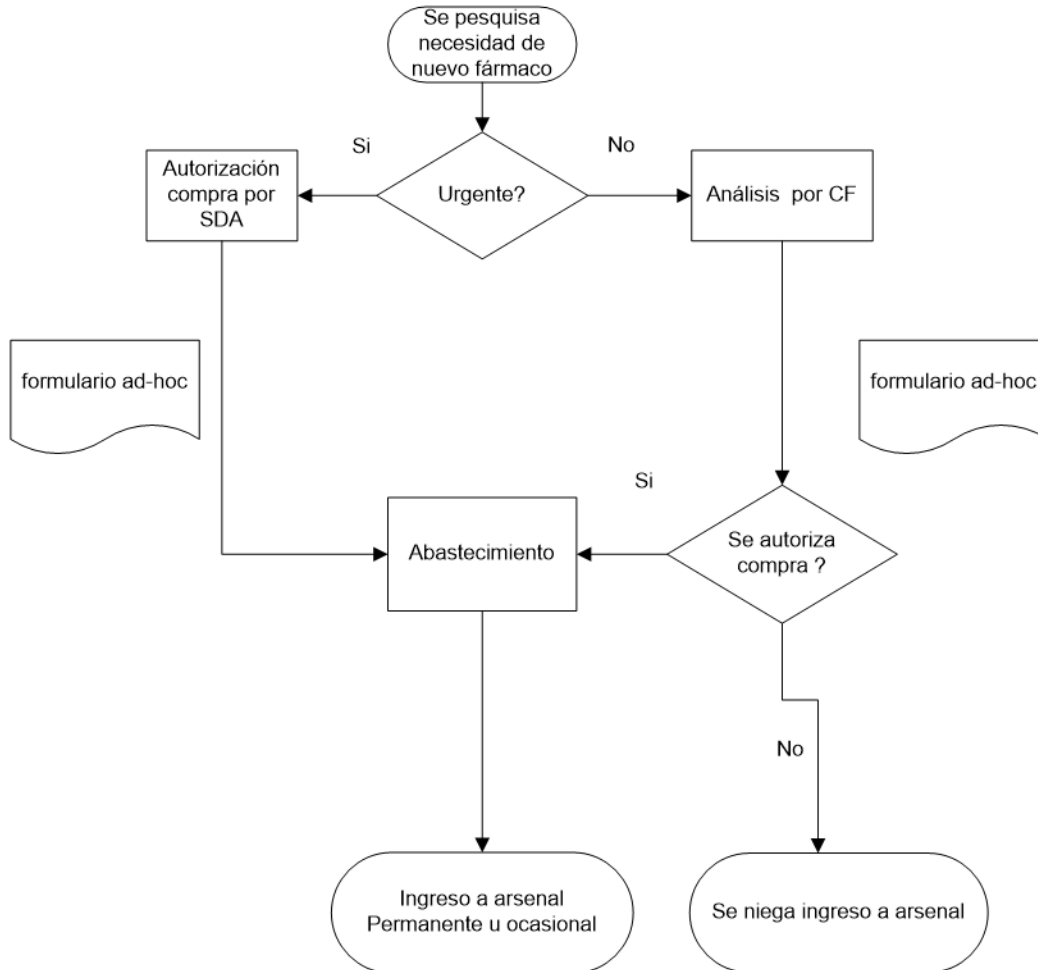 Se pesquisa
necesidad de
nuevo fármaco
Si
No
Autorización
compra por
SDA
Urgente?
Análisis por CF
formulario ad-hoc
formulario ad-hoc
Si
Abastecimiento
Se autoriza
compra ?
No
Ingreso a arsenal
Permanente u ocasional
Se niega ingreso a arsenal